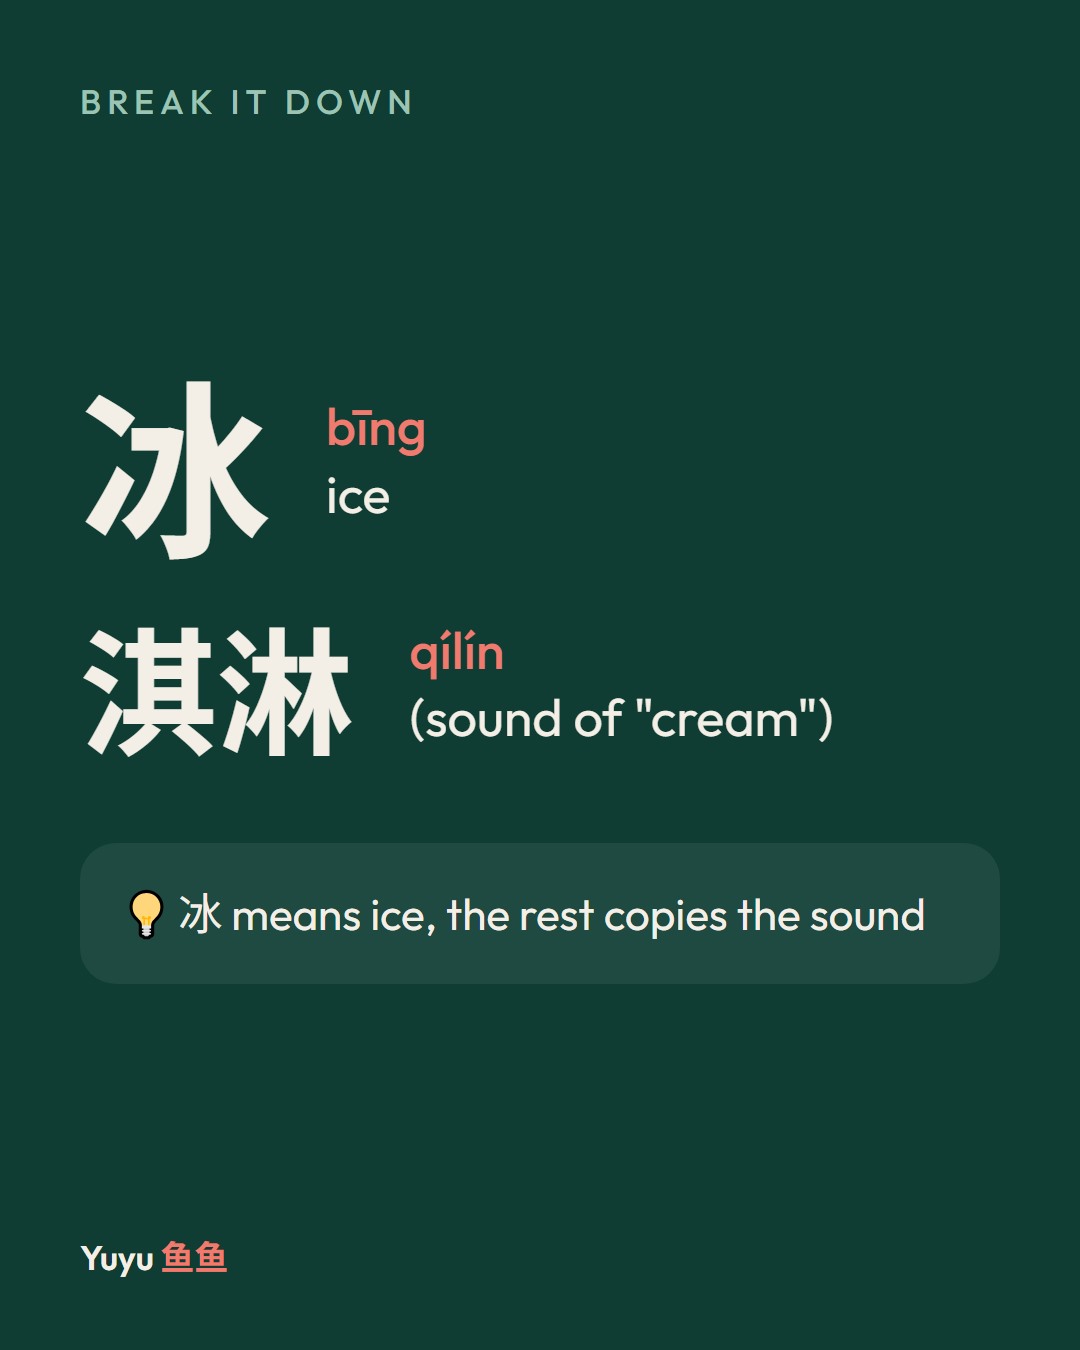 BREAK IT DOWN
冰
bīng
ice
淇淋
qílín
(sound of "cream")
💡 冰 means ice, the rest copies the sound
Yuyu 鱼鱼